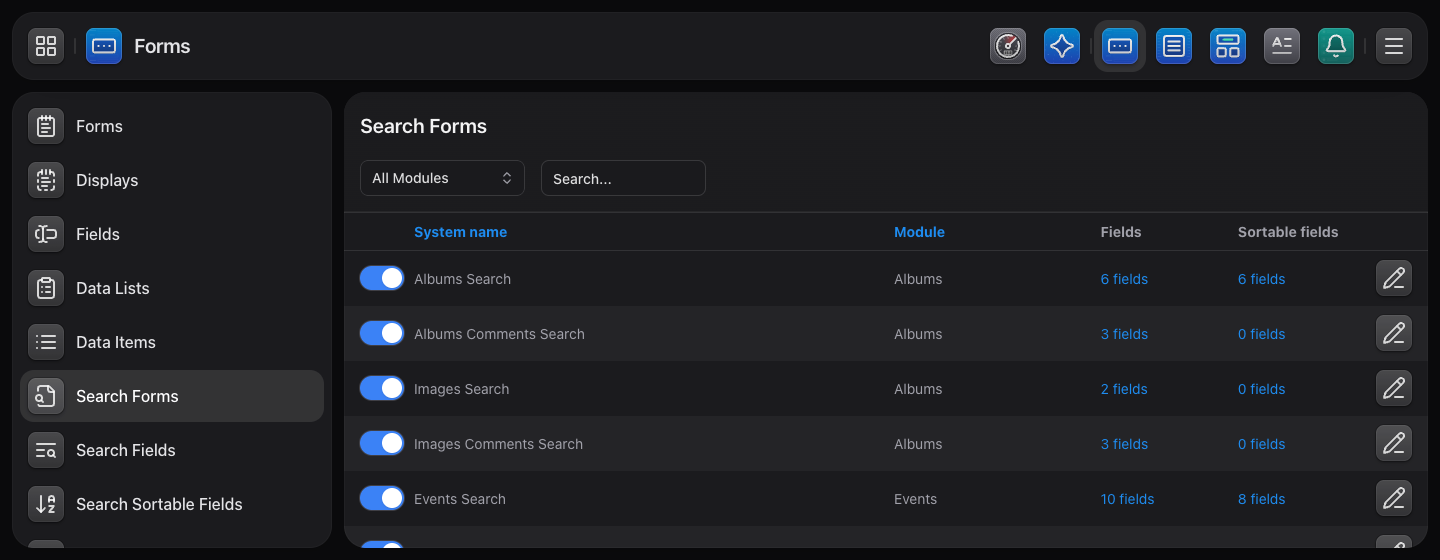 Forms
Forms
Displays
Fields
Data Lists
Data Items
Search Forms
Search Fields
Search Sortable Fields
Search Forms
All Modules Search...
System name Module Fields Sortable fields
Albums Search Albums 6 fields 6 fields
Albums Comments Search Albums 3 fields 0 fields
Images Search Albums 2 fields 0 fields
Images Comments Search Albums 3 fields 0 fields
Events Search Events 10 fields 8 fields